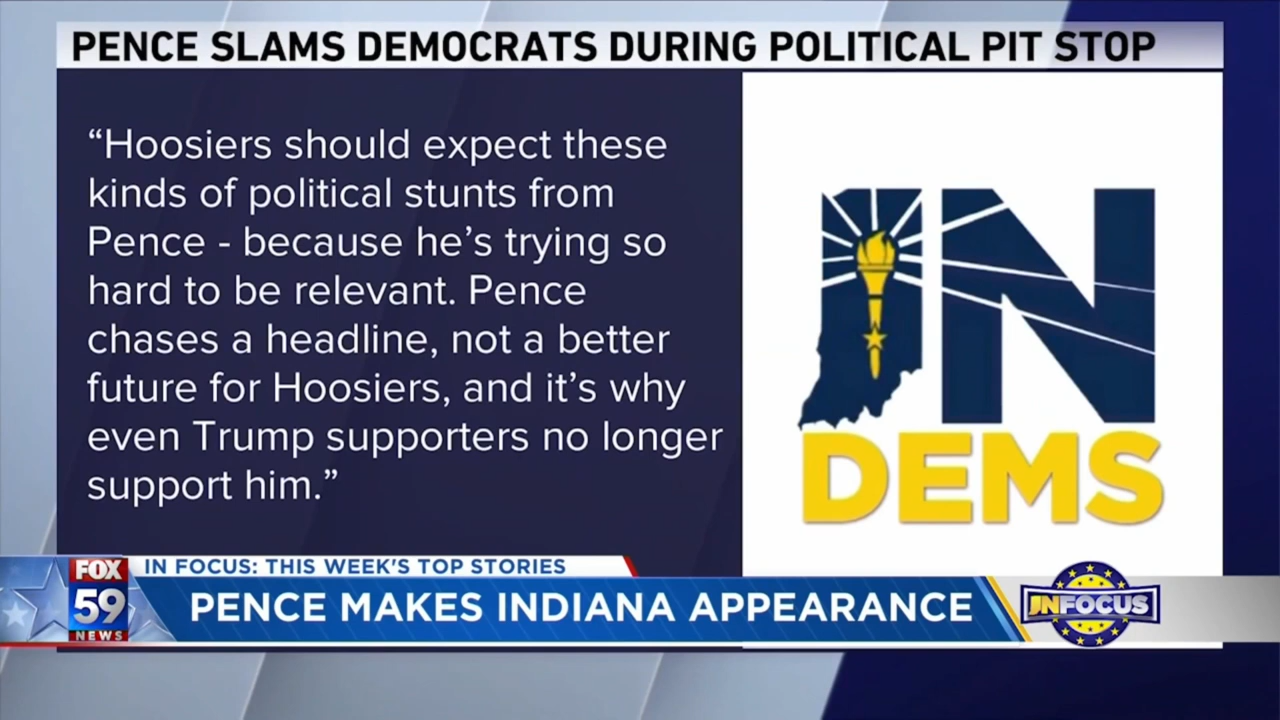 PENCE SLAMS DEMOCRATS DURING POLITICAL PIT STOP
“Hoosiers should expect these
kinds of political stunts from
Pence - because he’s trying so
hard to be relevant. Pence
chases a headline, not a better
future for Hoosiers, and it’s why
even Trump supporters no longer
support him.”
IN
DEMS
IN FOCUS: THIS WEEK'S TOP STORIES
PENCE MAKES INDIANA APPEARANCE
FOX
59
NEWS
INFOCUS